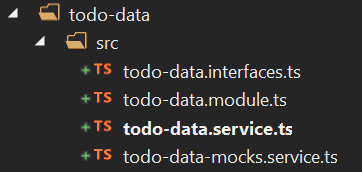 todo-data
src
+ TS todo-data.interfaces.ts
+ TS todo-data.module.ts
+ TS todo-data.service.ts
+ TS todo-data-mocks.service.ts